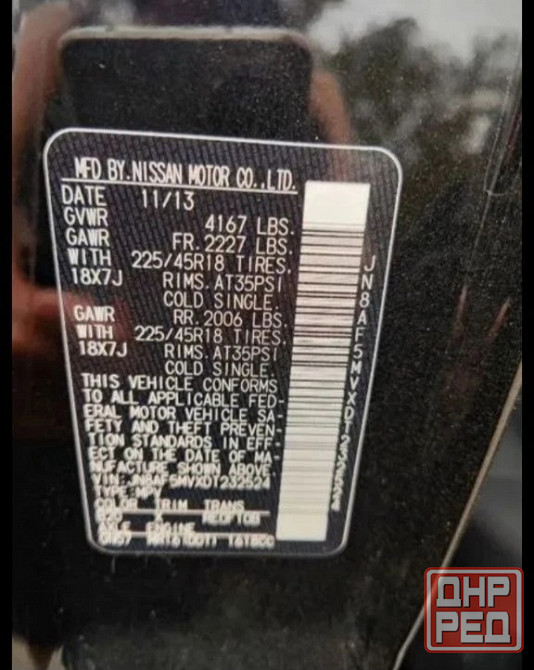 MFD BY.NISSAN MOTOR CO.,LTD.
DATE 11/13
GVWR 4167 LBS.
GAWR FR.2227 LBS.
WITH 225/45R18 TIRES.
18X7J RIMS.AT35PSI
COLD SINGLE.
GAWR RR.2006 LBS.
WITH 225/45R18 TIRES.
18X7J RIMS.AT35PSI
COLD SINGLE.
THIS VEHICLE CONFORMS
TO ALL APPLICABLE FED-
ERAL MOTOR VEHICLE SA-
FETY AND THEFT PREVEN-
TION STANDARDS IN EFF-
ECT ON THE DATE OF MA-
NUFACTURE SHOWN ABOVE.
VIN:JN8AF5MVXDT232524
TYPE:MPV
COLOR TRIM TRANS
AXLE ENGINE
1618CC
JN8AF5MVXDT232524
ДНР
РЕД